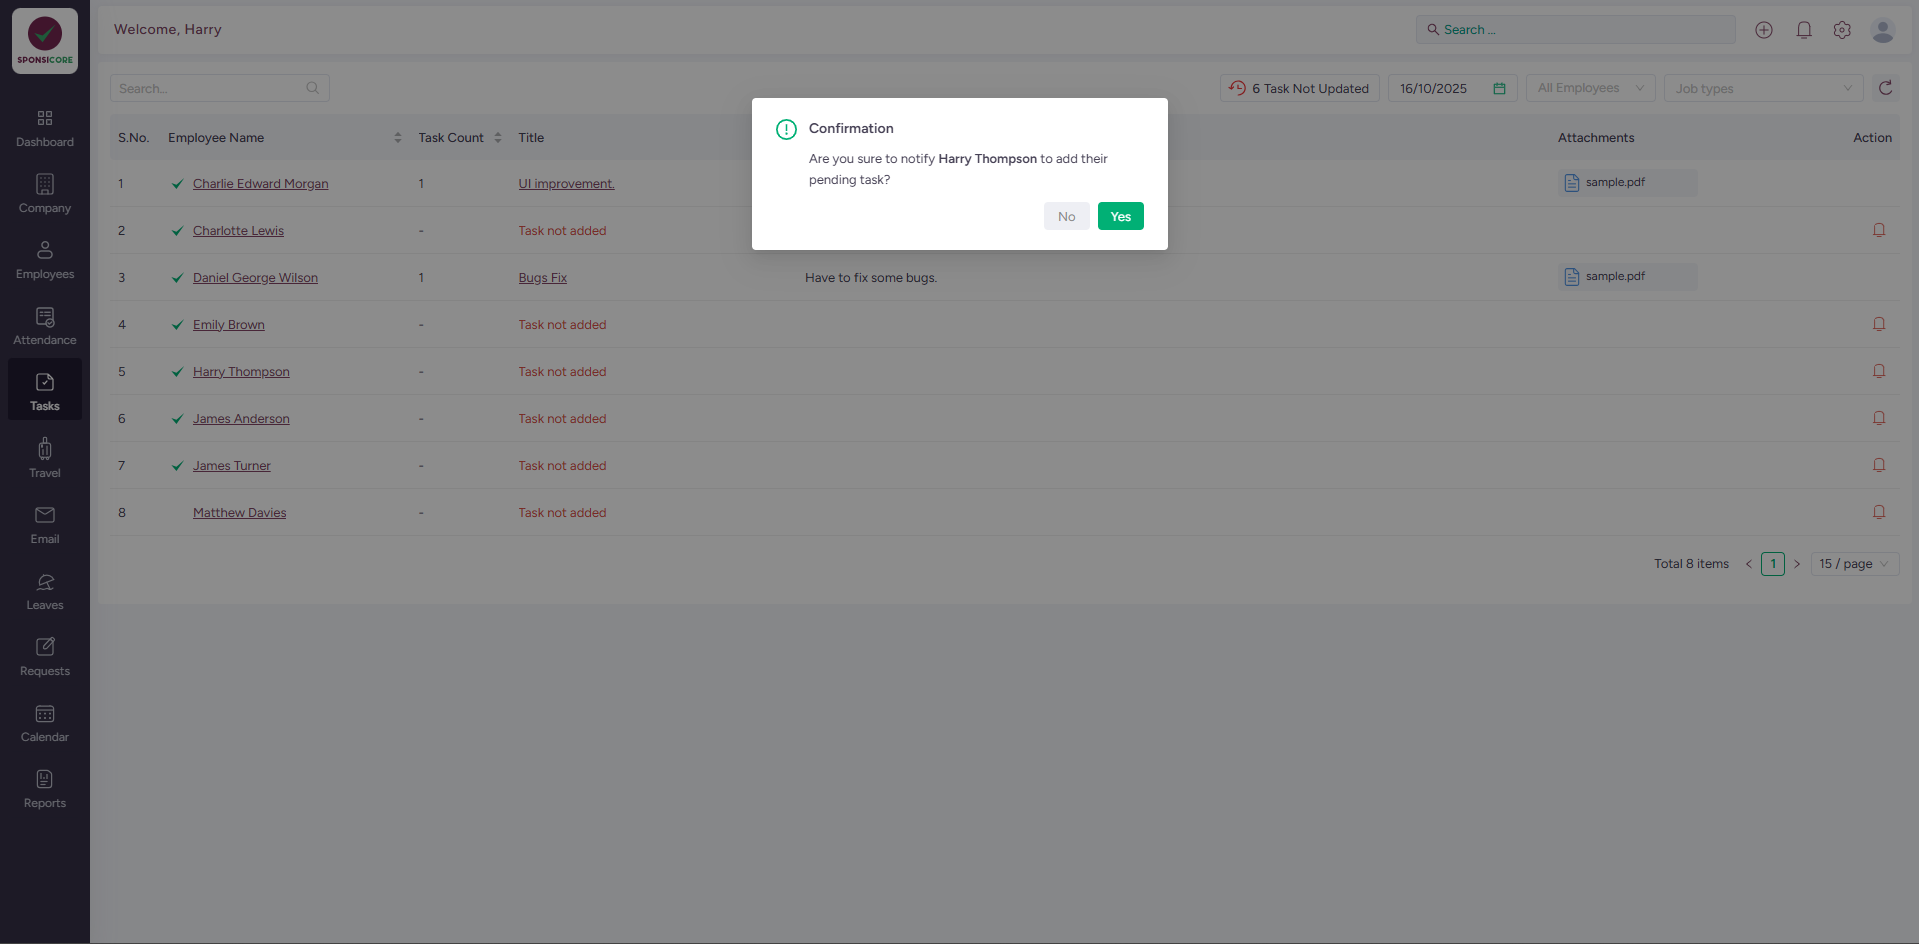 SPONSICORE
Welcome, Harry
Search ...
Dashboard
Company
Employees
Attendance
Tasks
Travel
Email
Leaves
Requests
Calendar
Reports
Search...
6 Task Not Updated
16/10/2025
All Employees
Job types
S.No. Employee Name Task Count Title Attachments Action
1 Charlie Edward Morgan 1 UI improvement. sample.pdf
2 Charlotte Lewis - Task not added
3 Daniel George Wilson 1 Bugs Fix Have to fix some bugs. sample.pdf
4 Emily Brown - Task not added
5 Harry Thompson - Task not added
6 James Anderson - Task not added
7 James Turner - Task not added
8 Matthew Davies - Task not added
Total 8 items < 1 > 15 / page
Confirmation
Are you sure to notify Harry Thompson to add their
pending task?
No Yes